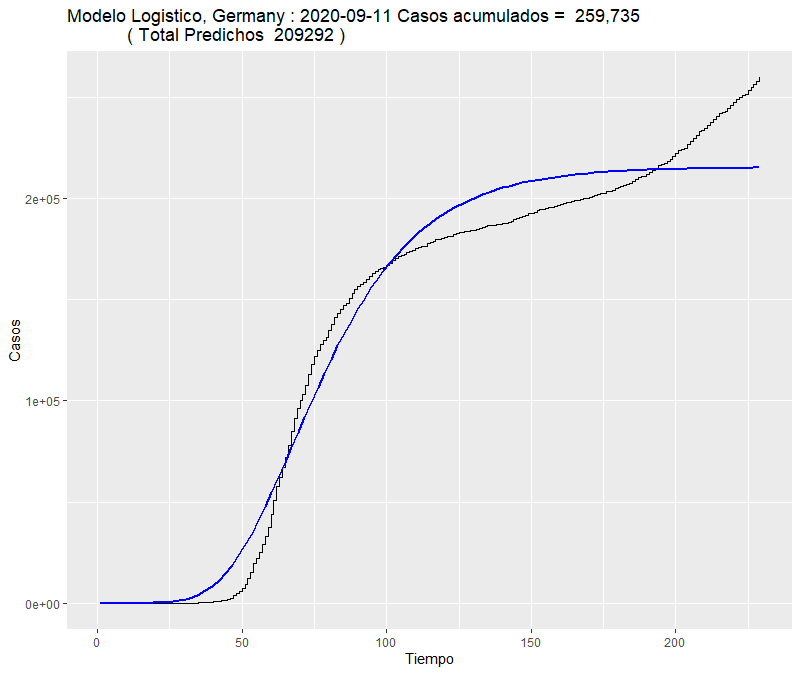 Modelo Logistico, Germany : 2020-09-11 Casos acumulados =  259,735
( Total Predichos  209292 )
Casos
2e+05
1e+05
0e+00
0 50 100 150 200
Tiempo